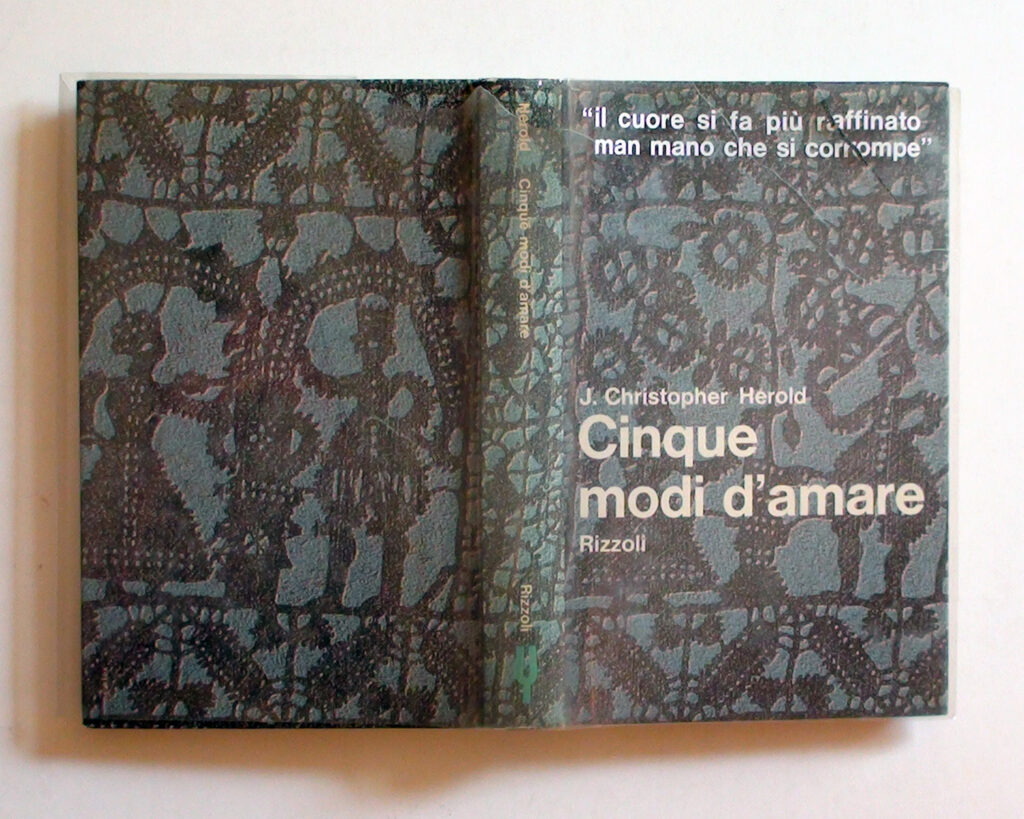 "il cuore si fa più raffinato
man mano che si corrompe"
J. Christopher Herold
Cinque
modi d'amare
Rizzoli
Herold Cinque modi d'amare Rizzoli